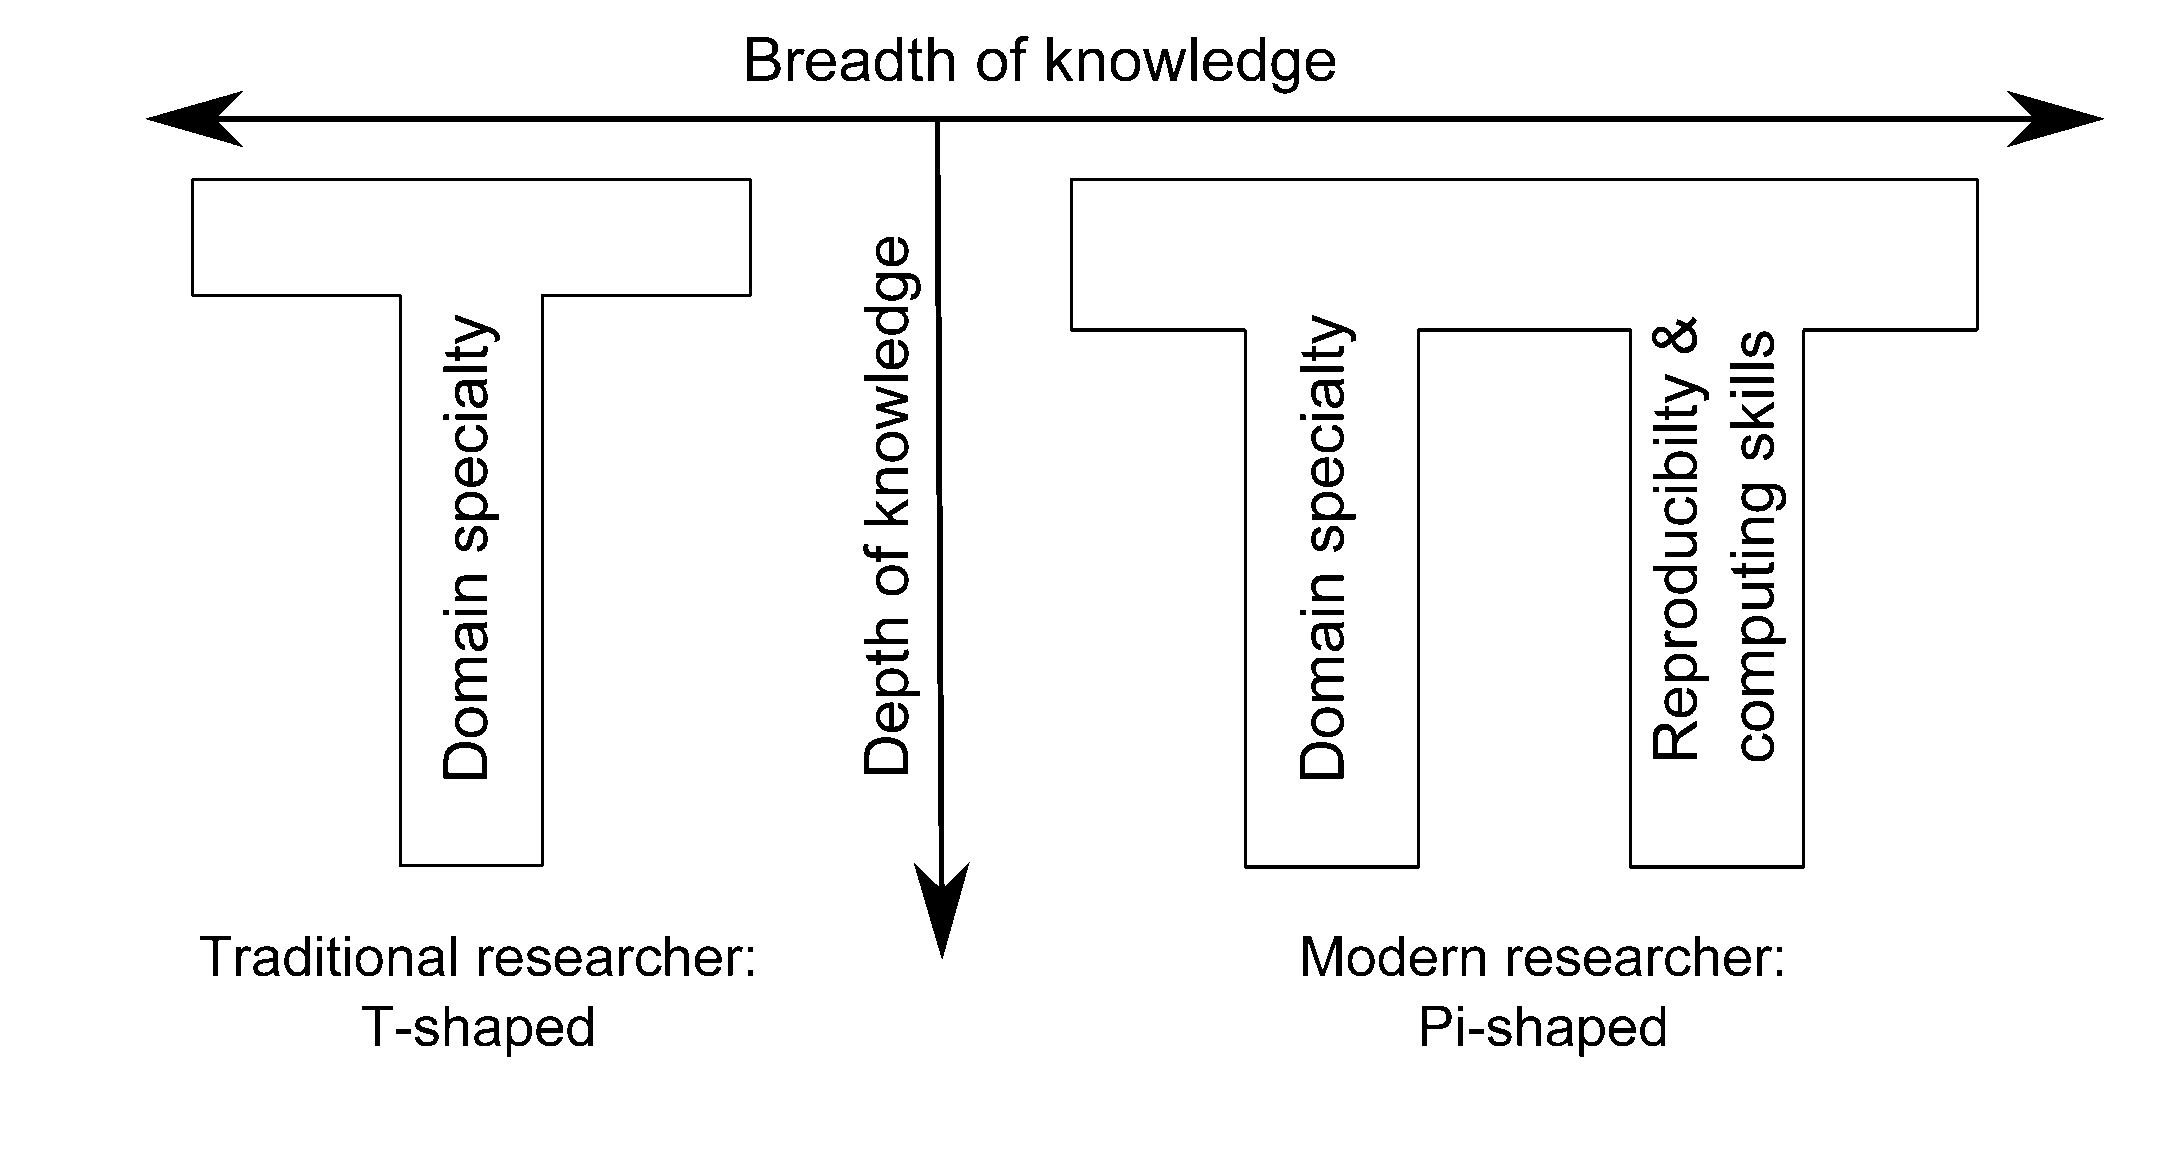 Breadth of knowledge
Domain specialty
Depth of knowledge
Domain specialty
Reproducibilty &
computing skills
Traditional researcher:
T-shaped
Modern researcher:
Pi-shaped